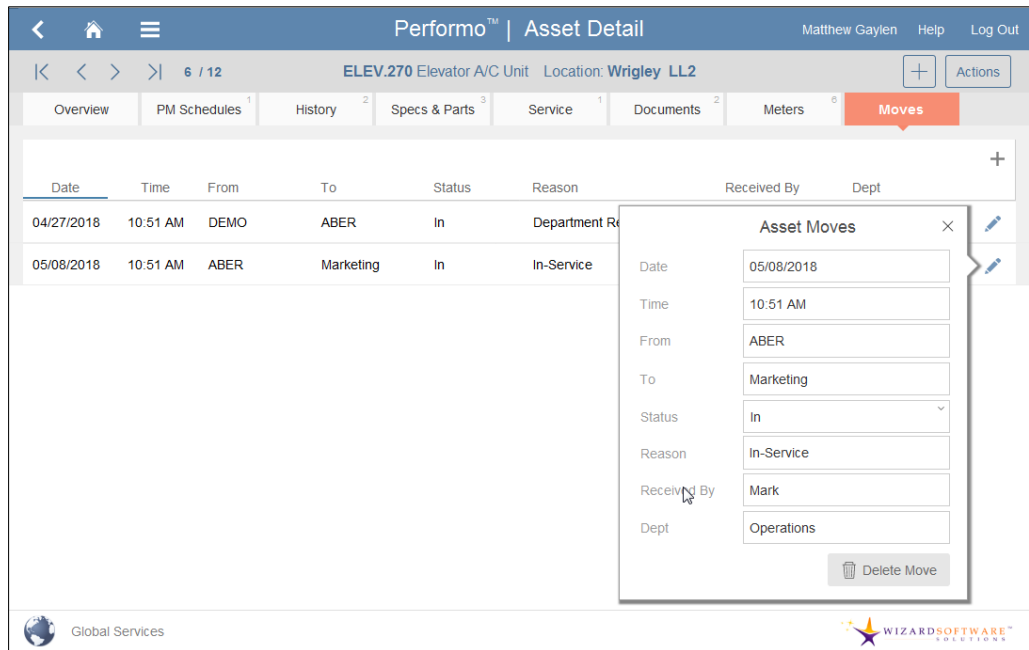 Performo™ | Asset Detail
Matthew Gaylen Help Log Out
6 / 12
ELEV.270 Elevator A/C Unit Location: Wrigley LL2
Actions
Overview
PM Schedules 1
History 2
Specs & Parts 3
Service 1
Documents 2
Meters 6
Moves
Date Time From To Status Reason Received By Dept
04/27/2018 10:51 AM DEMO ABER In Department Re
05/08/2018 10:51 AM ABER Marketing In In-Service
Asset Moves
Date 05/08/2018
Time 10:51 AM
From ABER
To Marketing
Status In
Reason In-Service
Received By Mark
Dept Operations
Delete Move
Global Services
WIZARDSOFTWARE™
SOLUTIONS